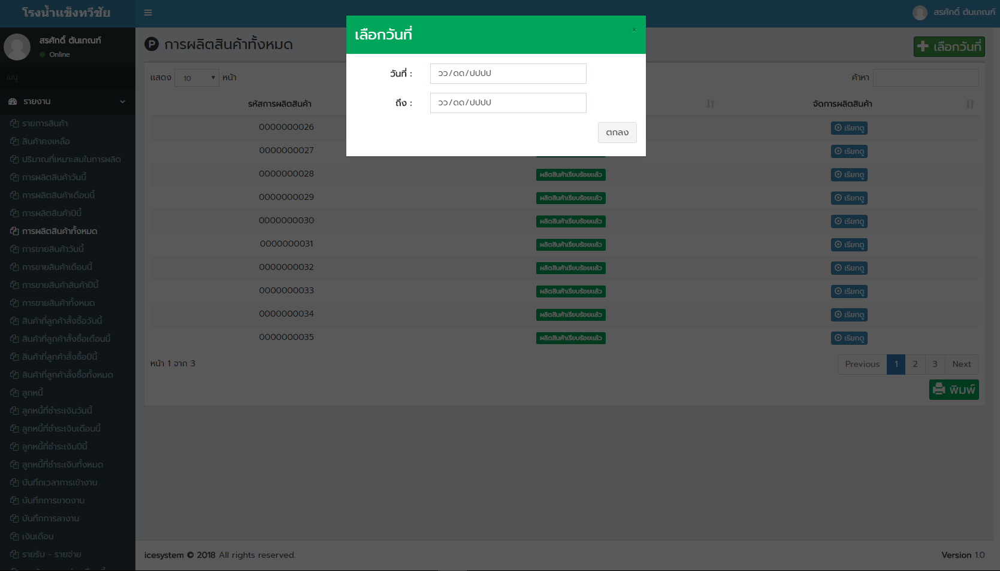 โรงน้ำแข็งทวีชัย
สรศักดิ์ ต้นเกณฑ์
สรศักดิ์ ต้นเกณฑ์
Online
เมนู
รายงาน
รายการสินค้า
สินค้าคงเหลือ
ปริมาณที่เหมาะสมในการผลิต
การผลิตสินค้าวันนี้
การผลิตสินค้าเดือนนี้
การผลิตสินค้าปีนี้
การผลิตสินค้าทั้งหมด
การขายสินค้าวันนี้
การขายสินค้าเดือนนี้
การขายสินค้าสินค้าปีนี้
การขายสินค้าทั้งหมด
สินค้าที่ลูกค้าสั้งซื้อวันนี้
สินค้าที่ลูกค้าสั้งซื้อเดือนนี้
สินค้าที่ลูกค้าสั้งซื้อปีนี้
สินค้าที่ลูกค้าสั้งซื้อทั้งหมด
ลูกหนี้
ลูกหนี้ที่ชำระเงินวันนี้
ลูกหนี้ที่ชำระเงินเดือนนี้
ลูกหนี้ที่ชำระเงินปีนี้
ลูกหนี้ที่ชำระเงินทั้งหมด
บันทึกเวลาการเข้างาน
บันทึกการขาดงาน
บันทึกการลางาน
เงินเดือน
รายรับ - รายจ่าย
P การผลิตสินค้าทั้งหมด
เลือกวันที่
เลือกวันที่
×
วันที่ :
วว/ดด/ปปปป
ถึง :
วว/ดด/ปปปป
ตกลง
แสดง 10 หน้า
ค้าหา
รหัสการผลิตสินค้า จัดการผลิตสินค้า
0000000026 เรียกดู
0000000027 เรียกดู
0000000028 ผลิตสินค้าเรียบร้อยแล้ว เรียกดู
0000000029 ผลิตสินค้าเรียบร้อยแล้ว เรียกดู
0000000030 ผลิตสินค้าเรียบร้อยแล้ว เรียกดู
0000000031 ผลิตสินค้าเรียบร้อยแล้ว เรียกดู
0000000032 ผลิตสินค้าเรียบร้อยแล้ว เรียกดู
0000000033 ผลิตสินค้าเรียบร้อยแล้ว เรียกดู
0000000034 ผลิตสินค้าเรียบร้อยแล้ว เรียกดู
0000000035 ผลิตสินค้าเรียบร้อยแล้ว เรียกดู
หน้า 1 จาก 3
Previous 1 2 3 Next
พิมพ์
icesystem © 2018 All rights reserved.
Version 1.0